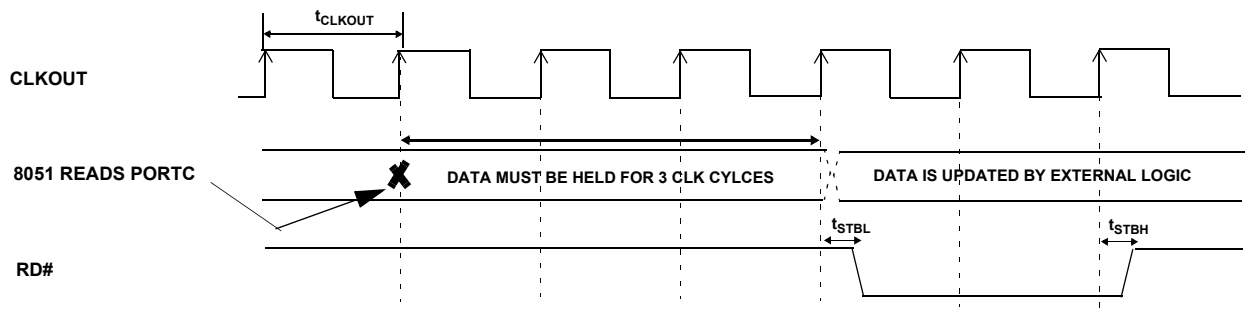 tCLKOUT
CLKOUT
8051 READS PORTC
DATA MUST BE HELD FOR 3 CLK CYLCES
DATA IS UPDATED BY EXTERNAL LOGIC
tSTBL
tSTBH
RD#